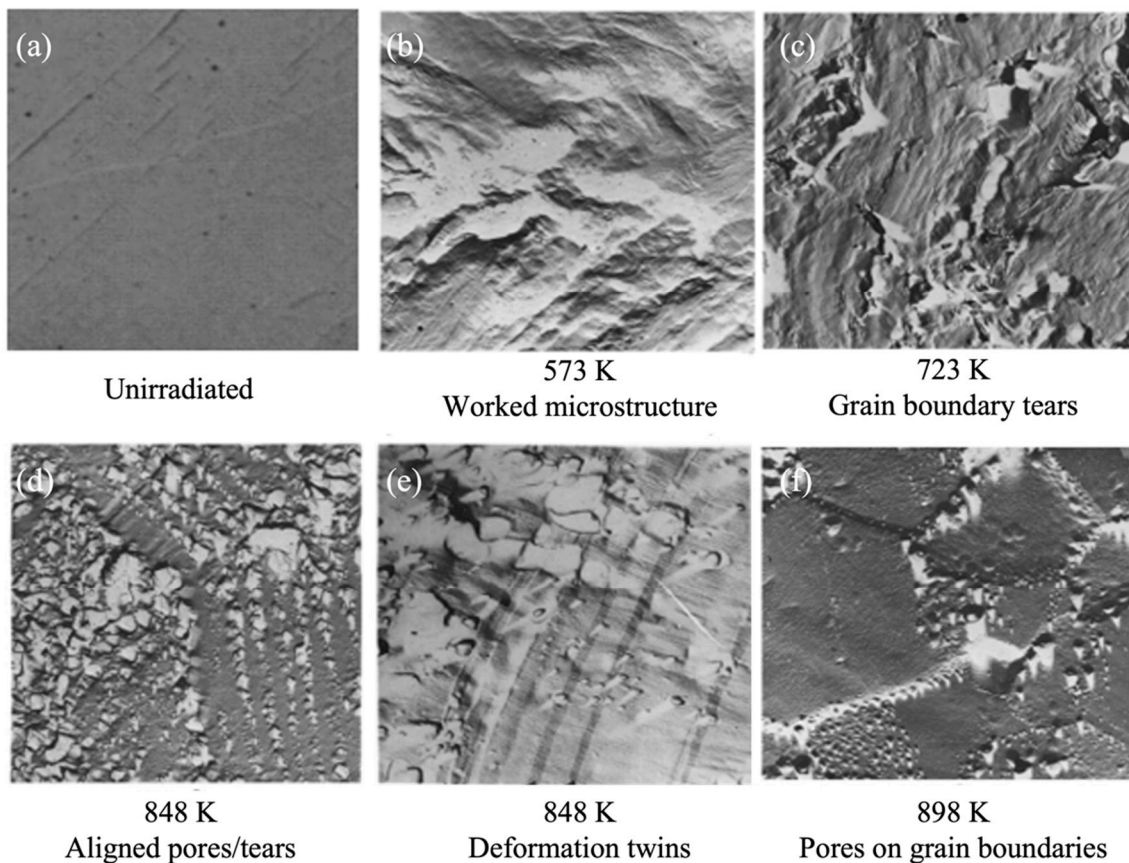 (a)
(b)
(c)
Unirradiated
573 K
Worked microstructure
723 K
Grain boundary tears
(d)
(e)
(f)
848 K
Aligned pores/tears
848 K
Deformation twins
898 K
Pores on grain boundaries